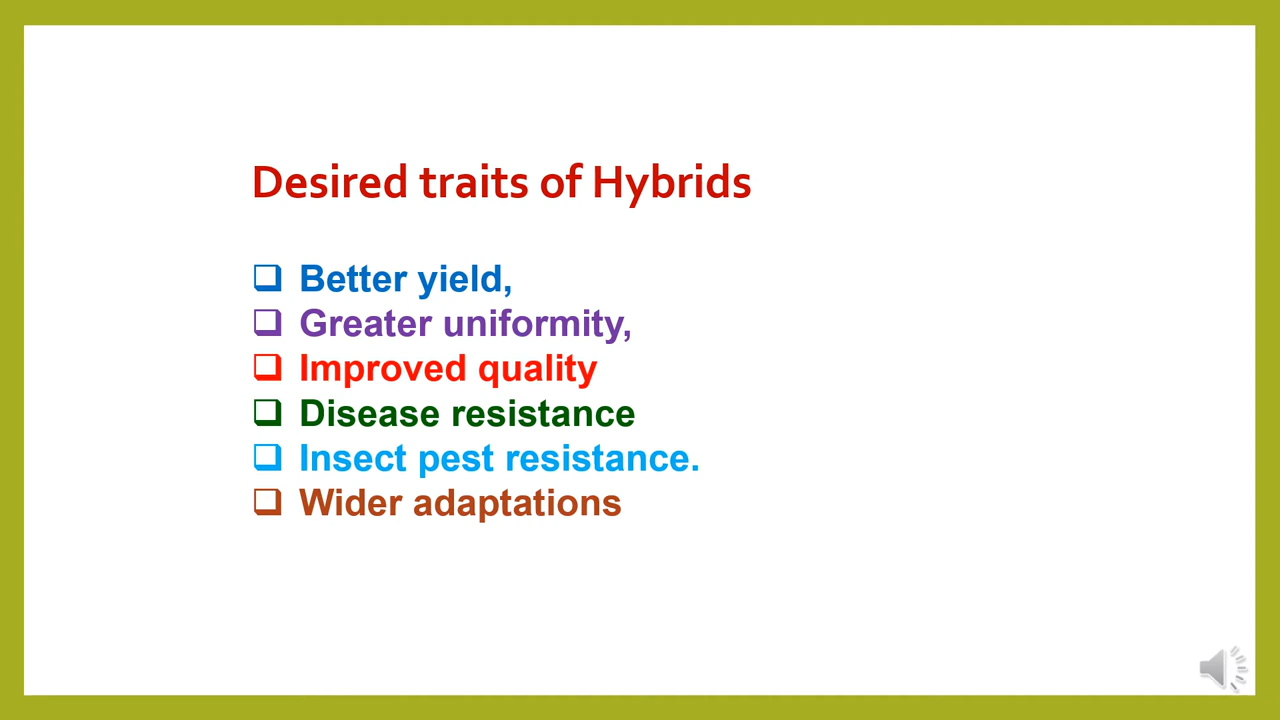 Desired traits of Hybrids
❑ Better yield,
❑ Greater uniformity,
❑ Improved quality
❑ Disease resistance
❑ Insect pest resistance.
❑ Wider adaptations